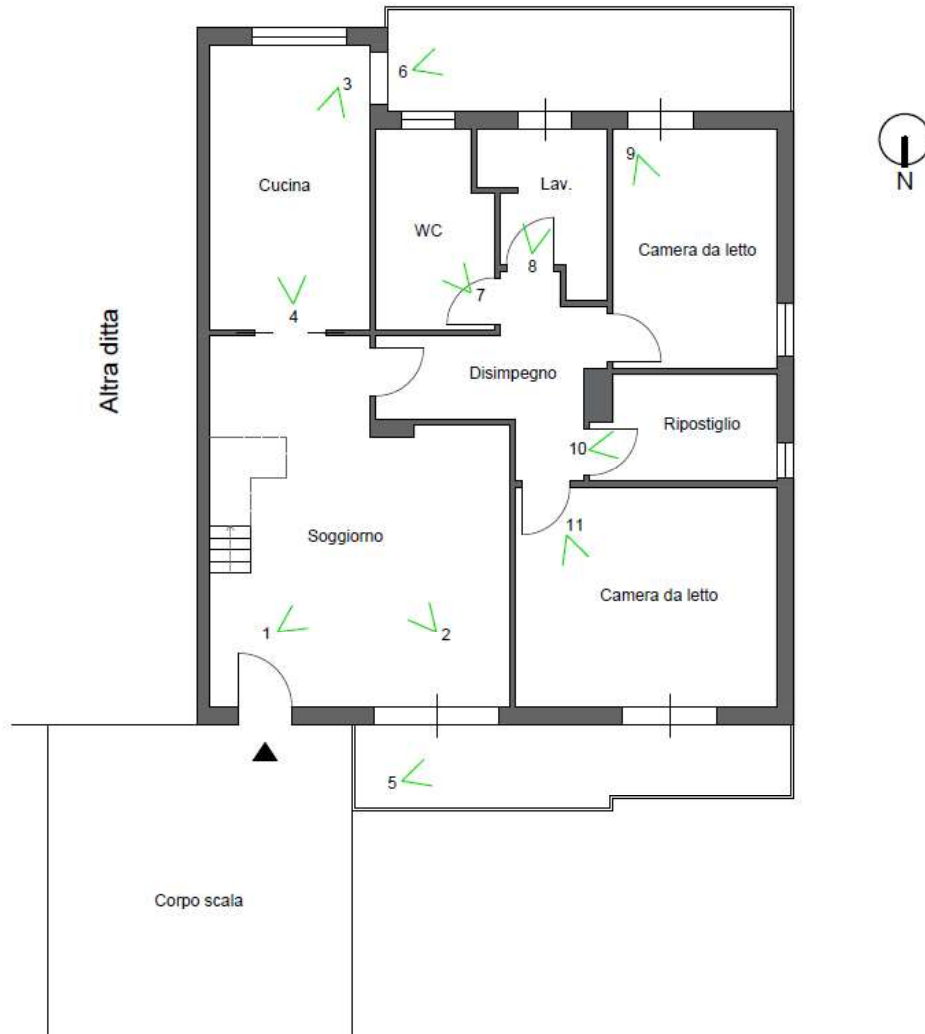 6
3
N
9
Cucina
Lav.
WC
Camera da letto
8
7
4
Altra ditta
Disimpegno
Ripostiglio
10
11
Soggiorno
Camera da letto
1
2
5
Corpo scala